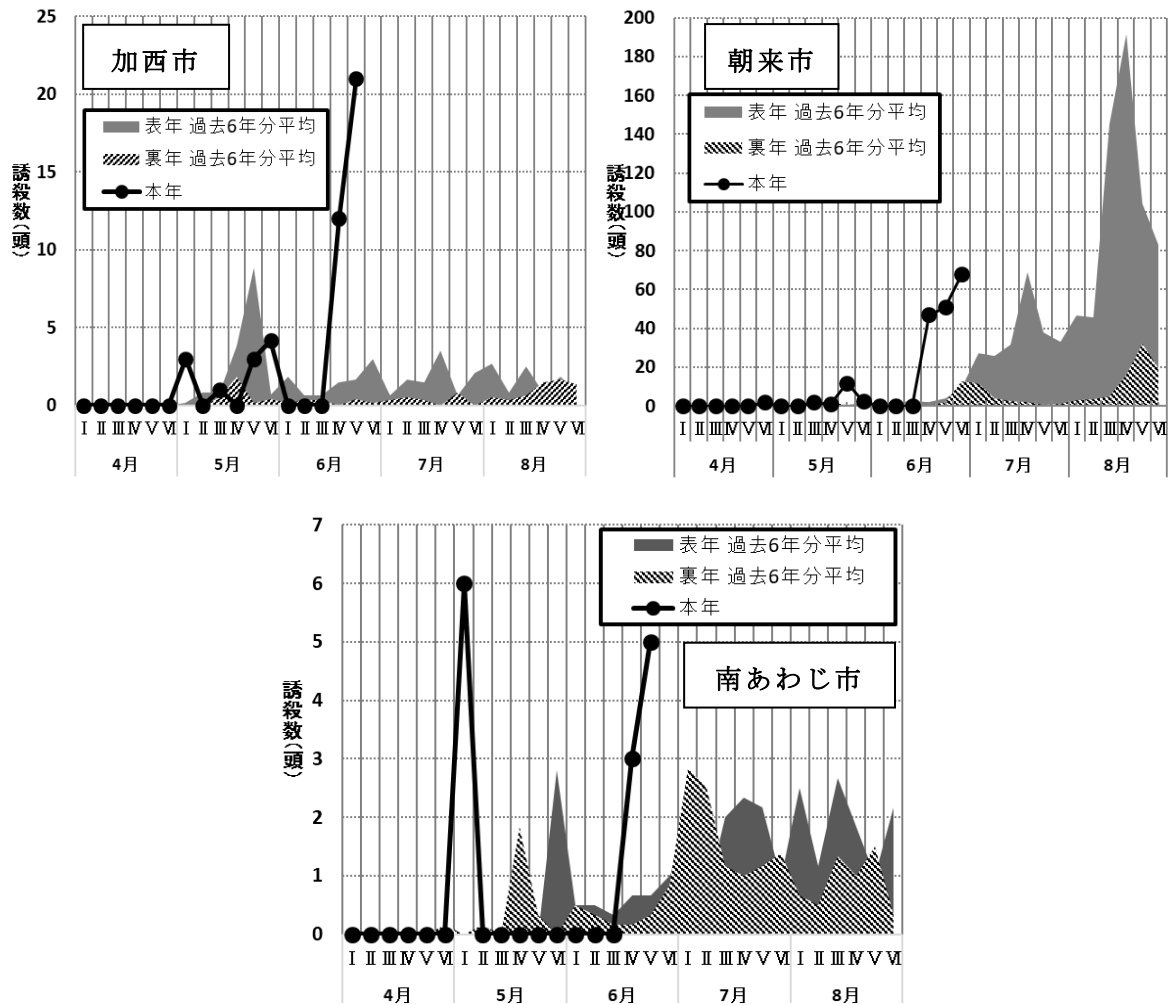 加西市
30
25
20
15
10
5
0
誘殺数(頭)
表年 過去6年分平均
裏年 過去6年分平均
本年
Ⅰ Ⅱ Ⅲ Ⅳ Ⅴ Ⅵ Ⅰ Ⅱ Ⅲ Ⅳ Ⅴ Ⅵ Ⅰ Ⅱ Ⅲ Ⅳ Ⅴ Ⅵ Ⅰ Ⅱ Ⅲ Ⅳ Ⅴ Ⅵ Ⅰ Ⅱ Ⅲ Ⅳ Ⅴ Ⅵ
4月 5月 6月 7月 8月
朝来市
200
180
160
140
120
100
80
60
40
20
0
誘殺数(頭)
表年 過去6年分平均
裏年 過去6年分平均
本年
Ⅰ Ⅱ Ⅲ Ⅳ Ⅴ Ⅵ Ⅰ Ⅱ Ⅲ Ⅳ Ⅴ Ⅵ Ⅰ Ⅱ Ⅲ Ⅳ Ⅴ Ⅵ Ⅰ Ⅱ Ⅲ Ⅳ Ⅴ Ⅵ Ⅰ Ⅱ Ⅲ Ⅳ Ⅴ Ⅵ
4月 5月 6月 7月 8月
7
6
5
4
3
2
1
0
誘殺数(頭)
表年 過去6年分平均
裏年 過去6年分平均
本年
南あわじ市
Ⅰ Ⅱ Ⅲ Ⅳ Ⅴ Ⅵ Ⅰ Ⅱ Ⅲ Ⅳ Ⅴ Ⅵ Ⅰ Ⅱ Ⅲ Ⅳ Ⅴ Ⅵ Ⅰ Ⅱ Ⅲ Ⅳ Ⅴ Ⅵ Ⅰ Ⅱ Ⅲ Ⅳ Ⅴ Ⅵ
4月 5月 6月 7月 8月